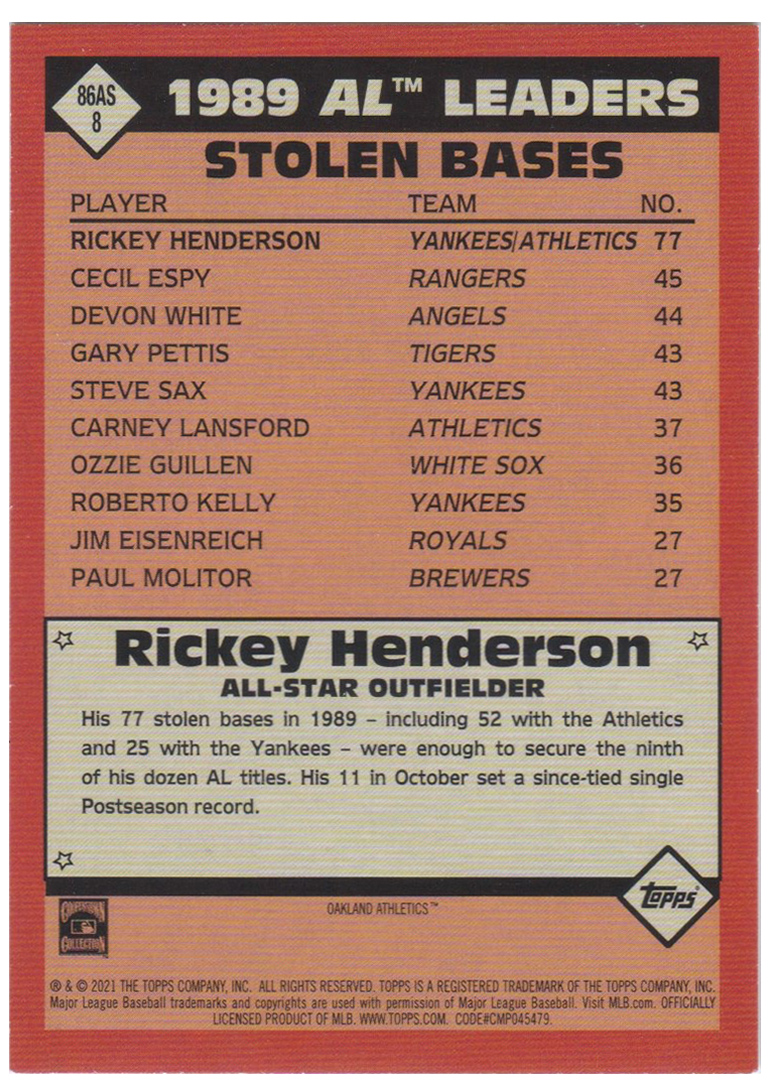 86AS
8
1989 AL™ LEADERS
STOLEN BASES
PLAYER TEAM NO.
RICKEY HENDERSON YANKEES/ATHLETICS 77
CECIL ESPY RANGERS 45
DEVON WHITE ANGELS 44
GARY PETTIS TIGERS 43
STEVE SAX YANKEES 43
CARNEY LANSFORD ATHLETICS 37
OZZIE GUILLEN WHITE SOX 36
ROBERTO KELLY YANKEES 35
JIM EISENREICH ROYALS 27
PAUL MOLITOR BREWERS 27
Rickey Henderson
ALL-STAR OUTFIELDER
His 77 stolen bases in 1989 – including 52 with the Athletics
and 25 with the Yankees – were enough to secure the ninth
of his dozen AL titles. His 11 in October set a since-tied single
Postseason record.
TOPPS®
COOPERSTOWN
COLLECTION
OAKLAND ATHLETICS™
® & © 2021 THE TOPPS COMPANY, INC. ALL RIGHTS RESERVED. TOPPS IS A REGISTERED TRADEMARK OF THE TOPPS COMPANY, INC.
Major League Baseball trademarks and copyrights are used with permission of Major League Baseball. Visit MLB.com. OFFICIALLY
LICENSED PRODUCT OF MLB. WWW.TOPPS.COM. CODE#CMP045479.